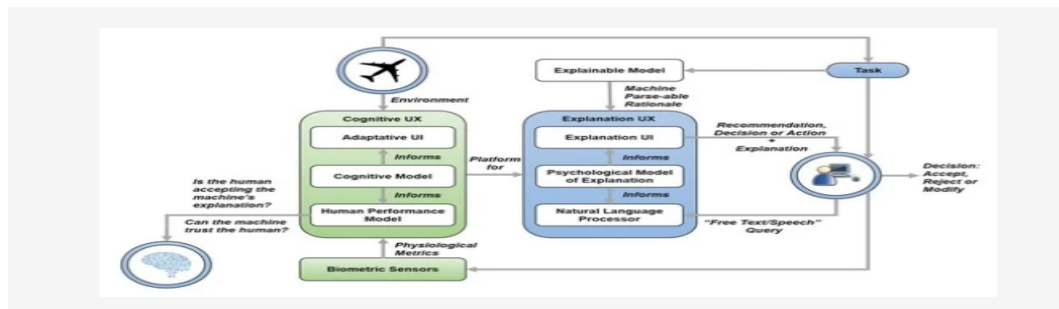 Explainable Model
Task
Environment
Machine
Parse-able
Rationale
Cognitive UX
Adaptative UI
Informs
Cognitive Model
Informs
Human Performance
Model
Platform
for
Explanation UX
Explanation UI
Informs
Psychological Model
of Explanation
Informs
Natural Language
Processor
Recommendation,
Decision or Action
+
Explanation
"Free Text/Speech"
Query
Decision:
Accept,
Reject or
Modify
Is the human
accepting the
machine's
explanation?
Can the machine
trust the human?
Physiological
Metrics
Biometric Sensors